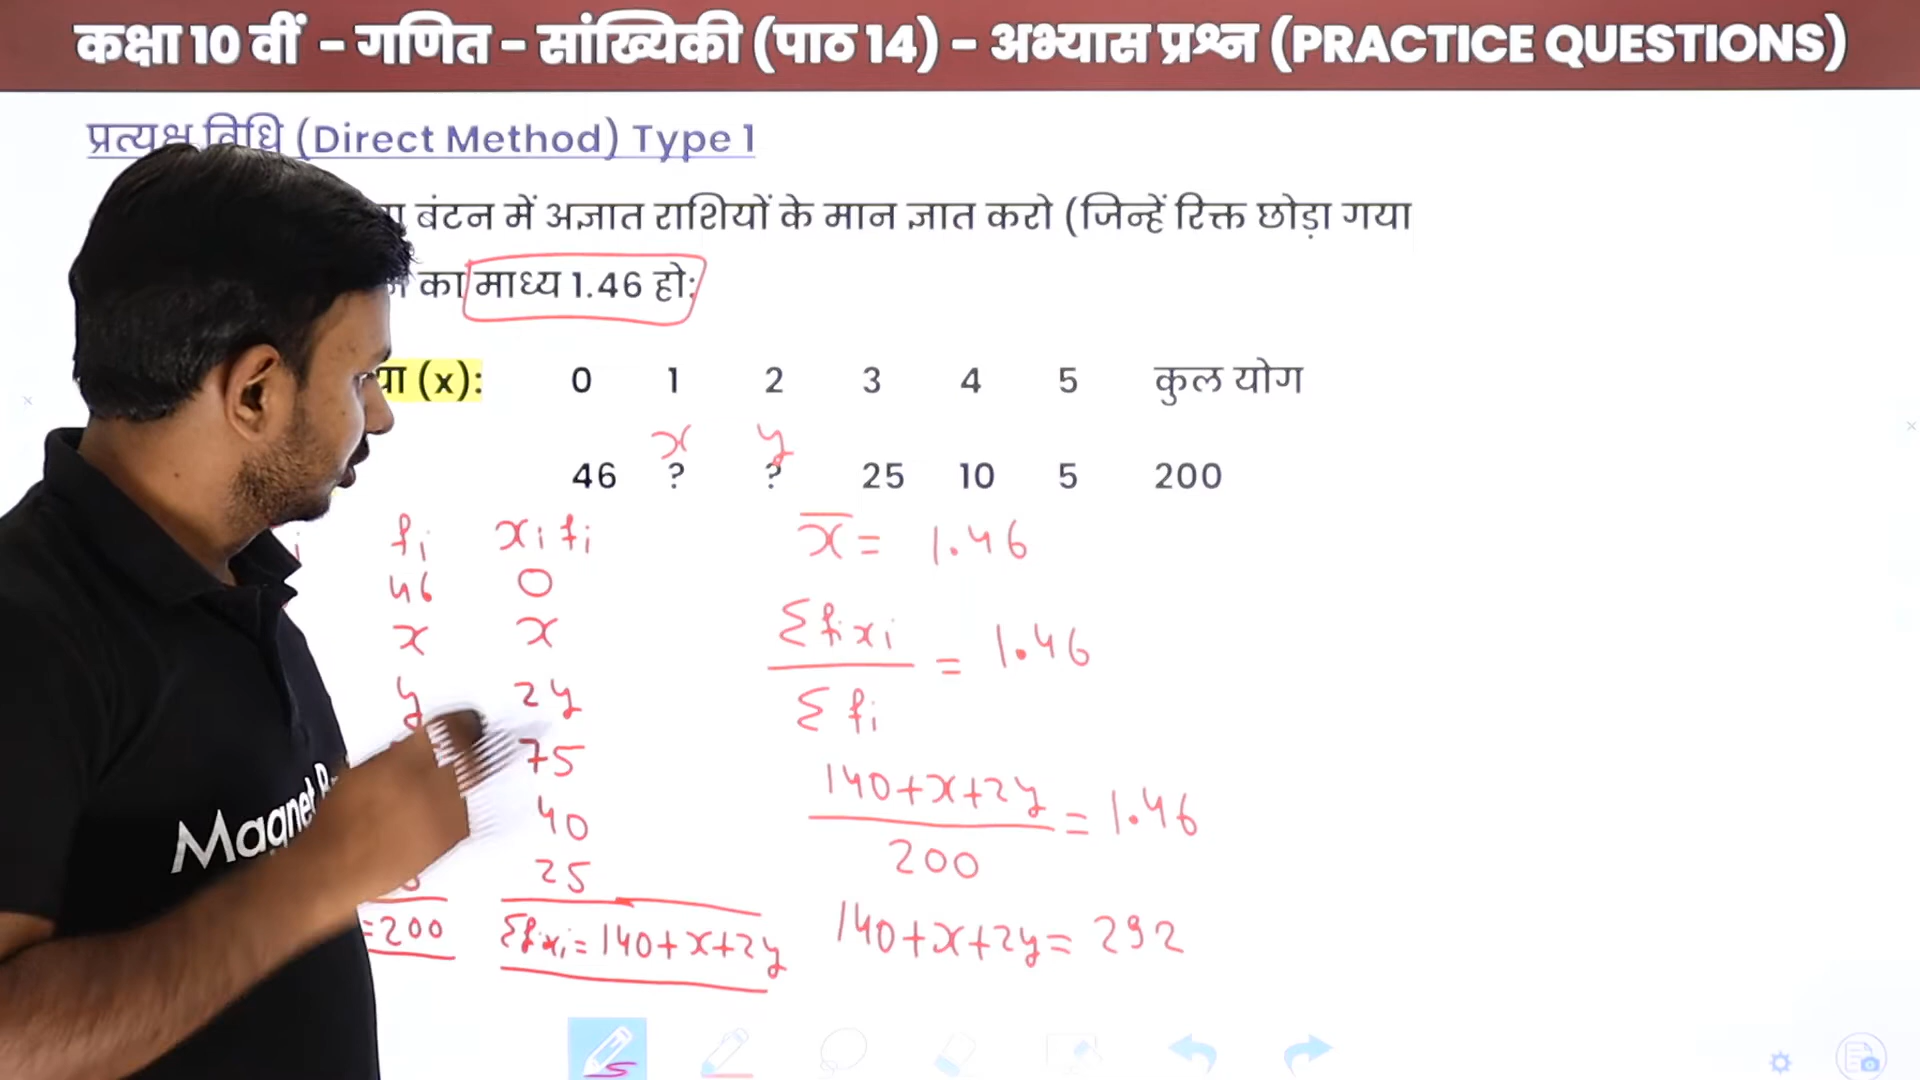 कक्षा 10 वीं - गणित - सांख्यिकी (पाठ 14) - अभ्यास प्रश्न (PRACTICE QUESTIONS)
प्रत्यक्ष विधि (Direct Method) Type 1
बंटन में अज्ञात राशियों के मान ज्ञात करो (जिन्हें रिक्त छोड़ा गया
का माध्य 1.46 हो:
(x): 0 1 2 3 4 5 कुल योग
x y
46 ? ? 25 10 5 200
fi xifi
46 0
x x
y 2y
75
40
25
=200 Σfixi=140+x+2y
x̅ = 1.46
Σfixi / Σfi = 1.46
140+x+2y / 200 = 1.46
140+x+2y=292
Magnet